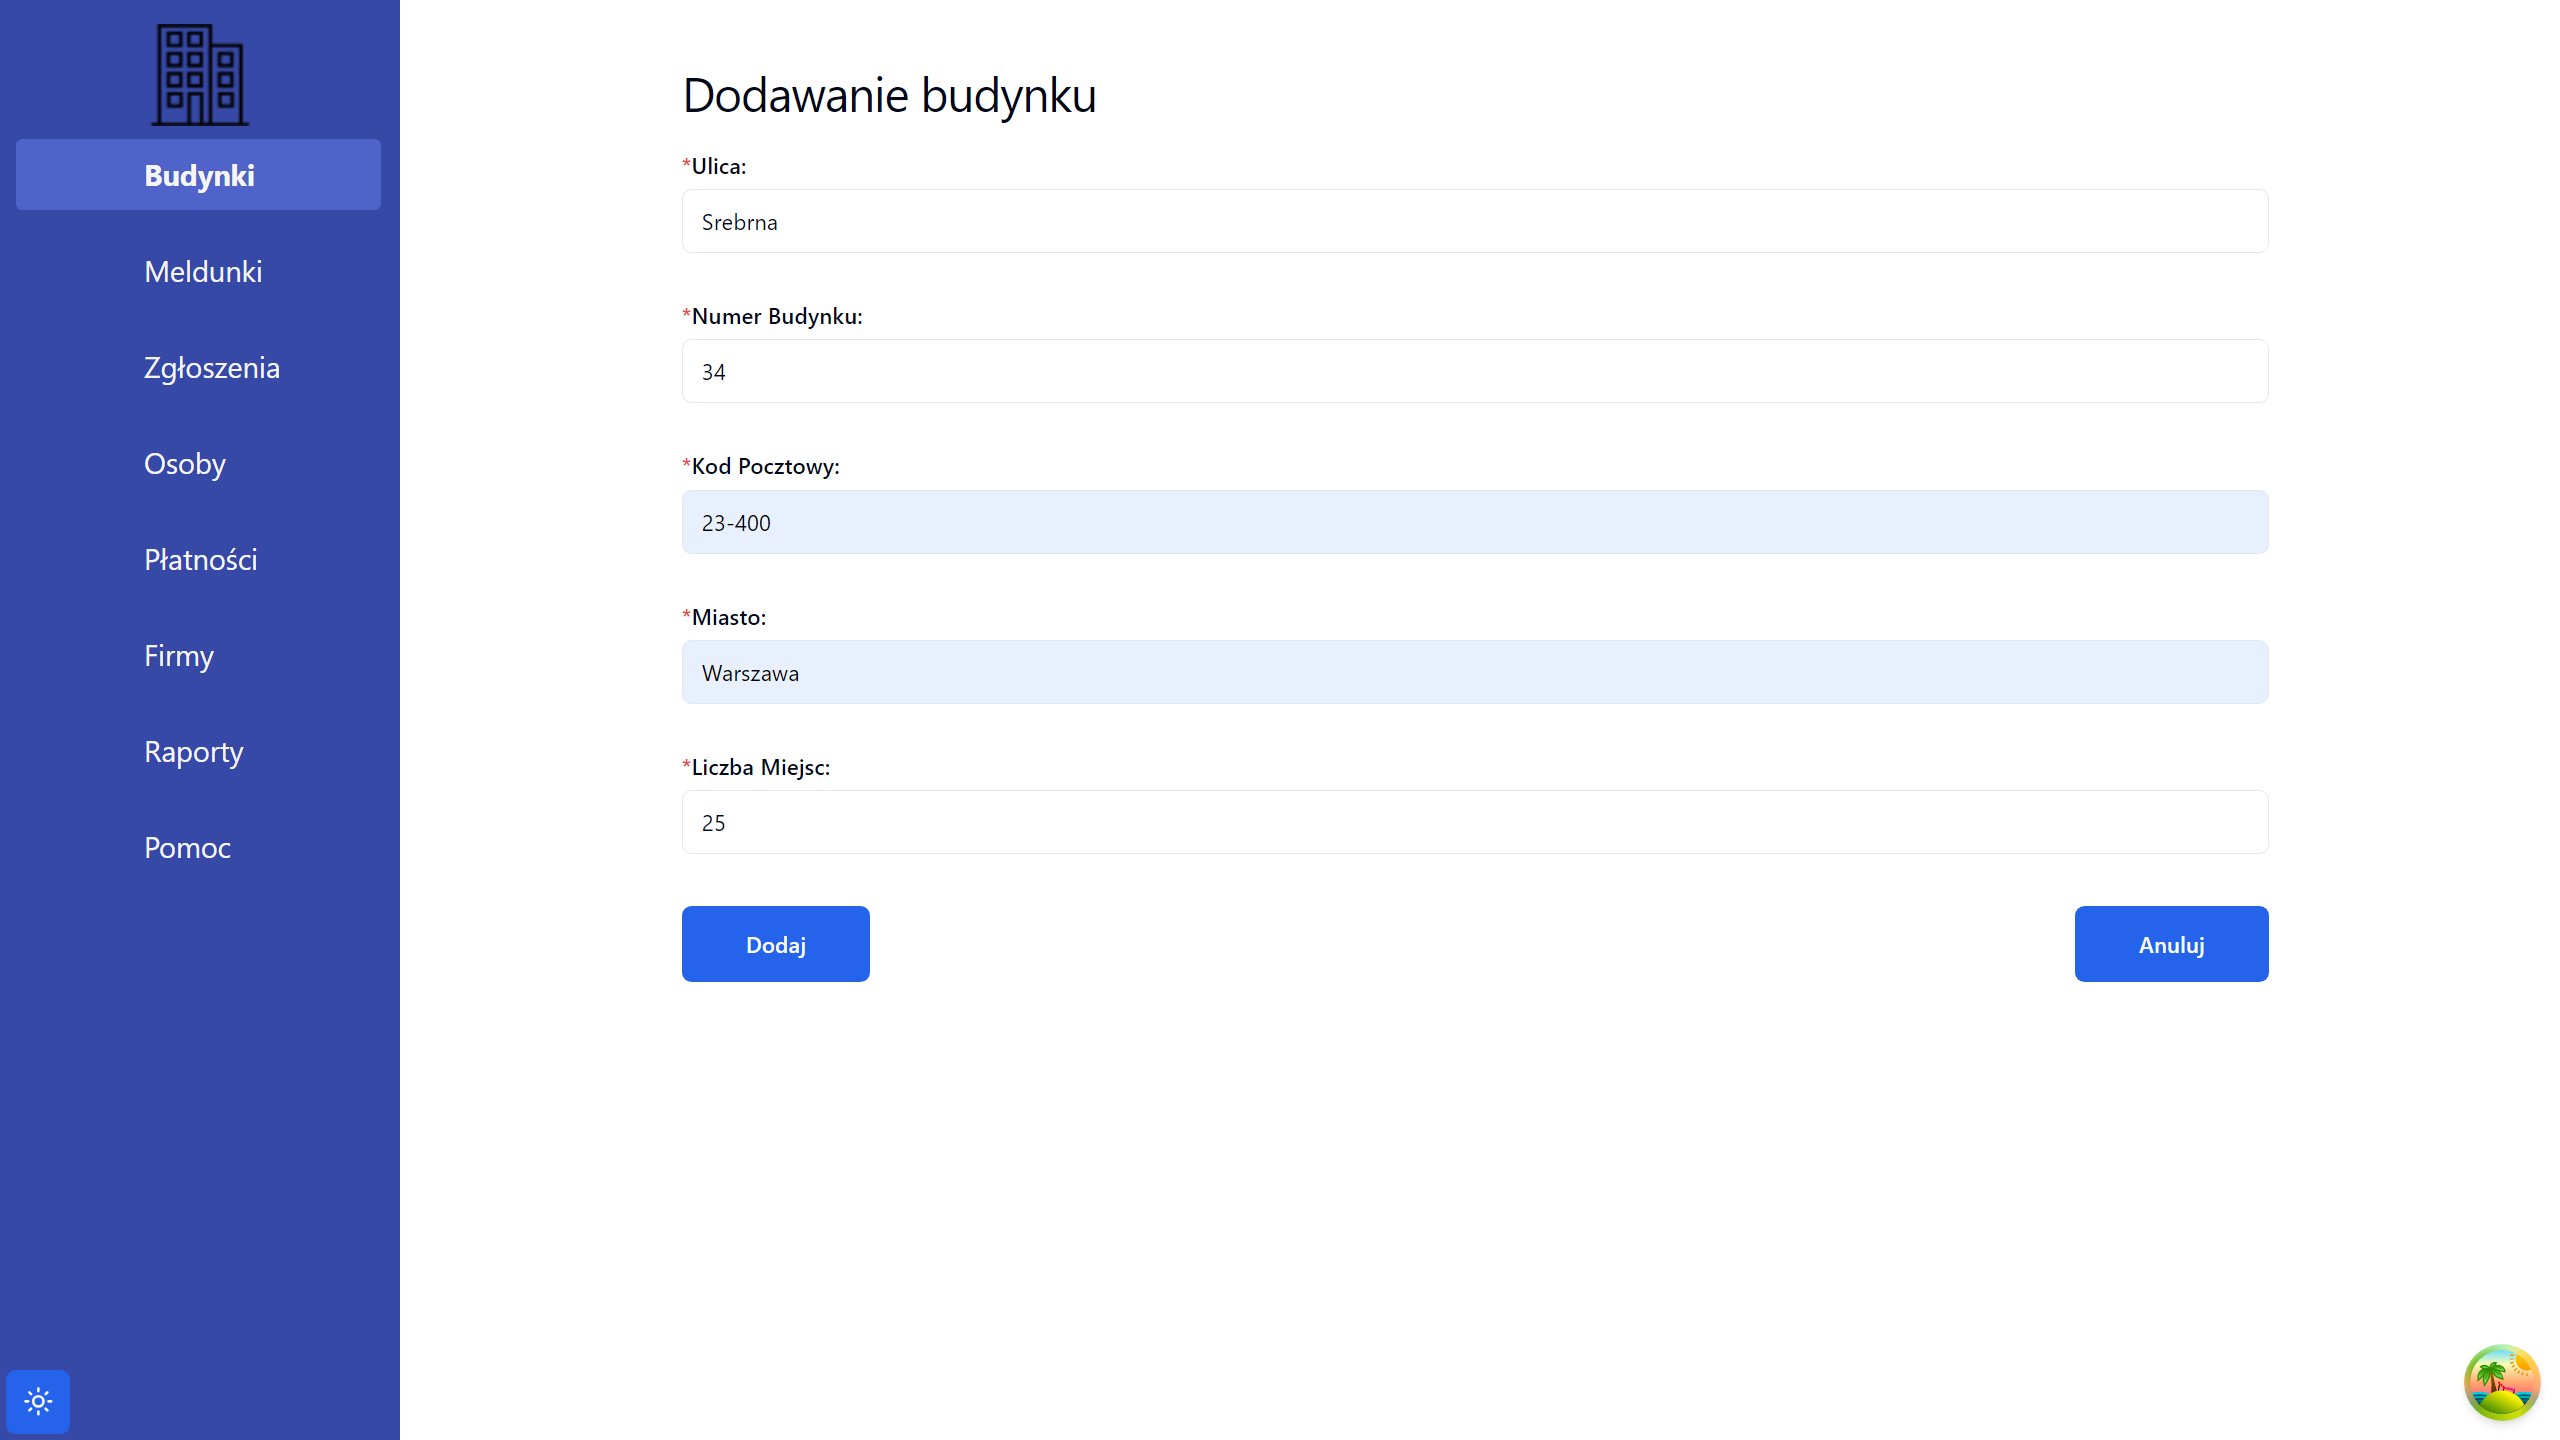 Budynki
Meldunki
Zgłoszenia
Osoby
Płatności
Firmy
Raporty
Pomoc
Dodawanie budynku
*Ulica:
Srebrna
*Numer Budynku:
34
*Kod Pocztowy:
23-400
*Miasto:
Warszawa
*Liczba Miejsc:
25
Dodaj
Anuluj